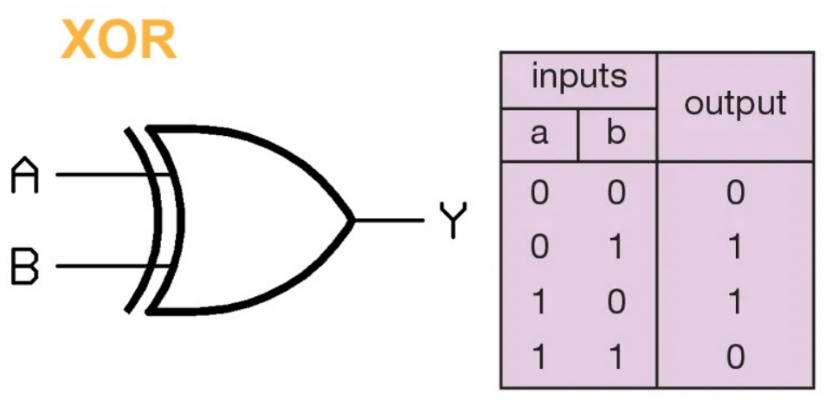 XOR
A
B
Y
inputs output
a b
0 0 0
0 1 1
1 0 1
1 1 0